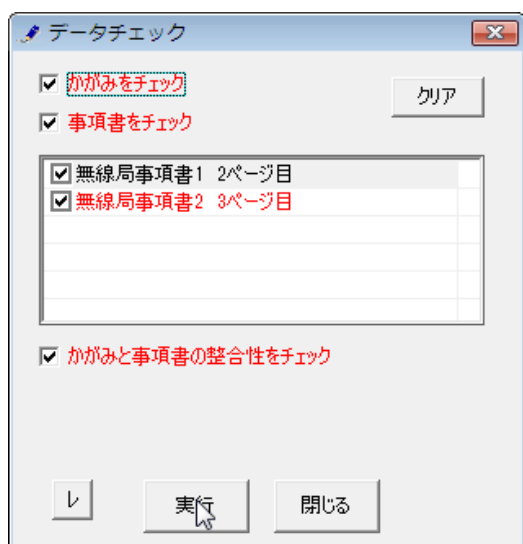 データチェック
かがみをチェック
クリア
事項書をチェック
無線局事項書1 2ページ目
無線局事項書2 3ページ目
かがみと事項書の整合性をチェック
レ
実行
閉じる